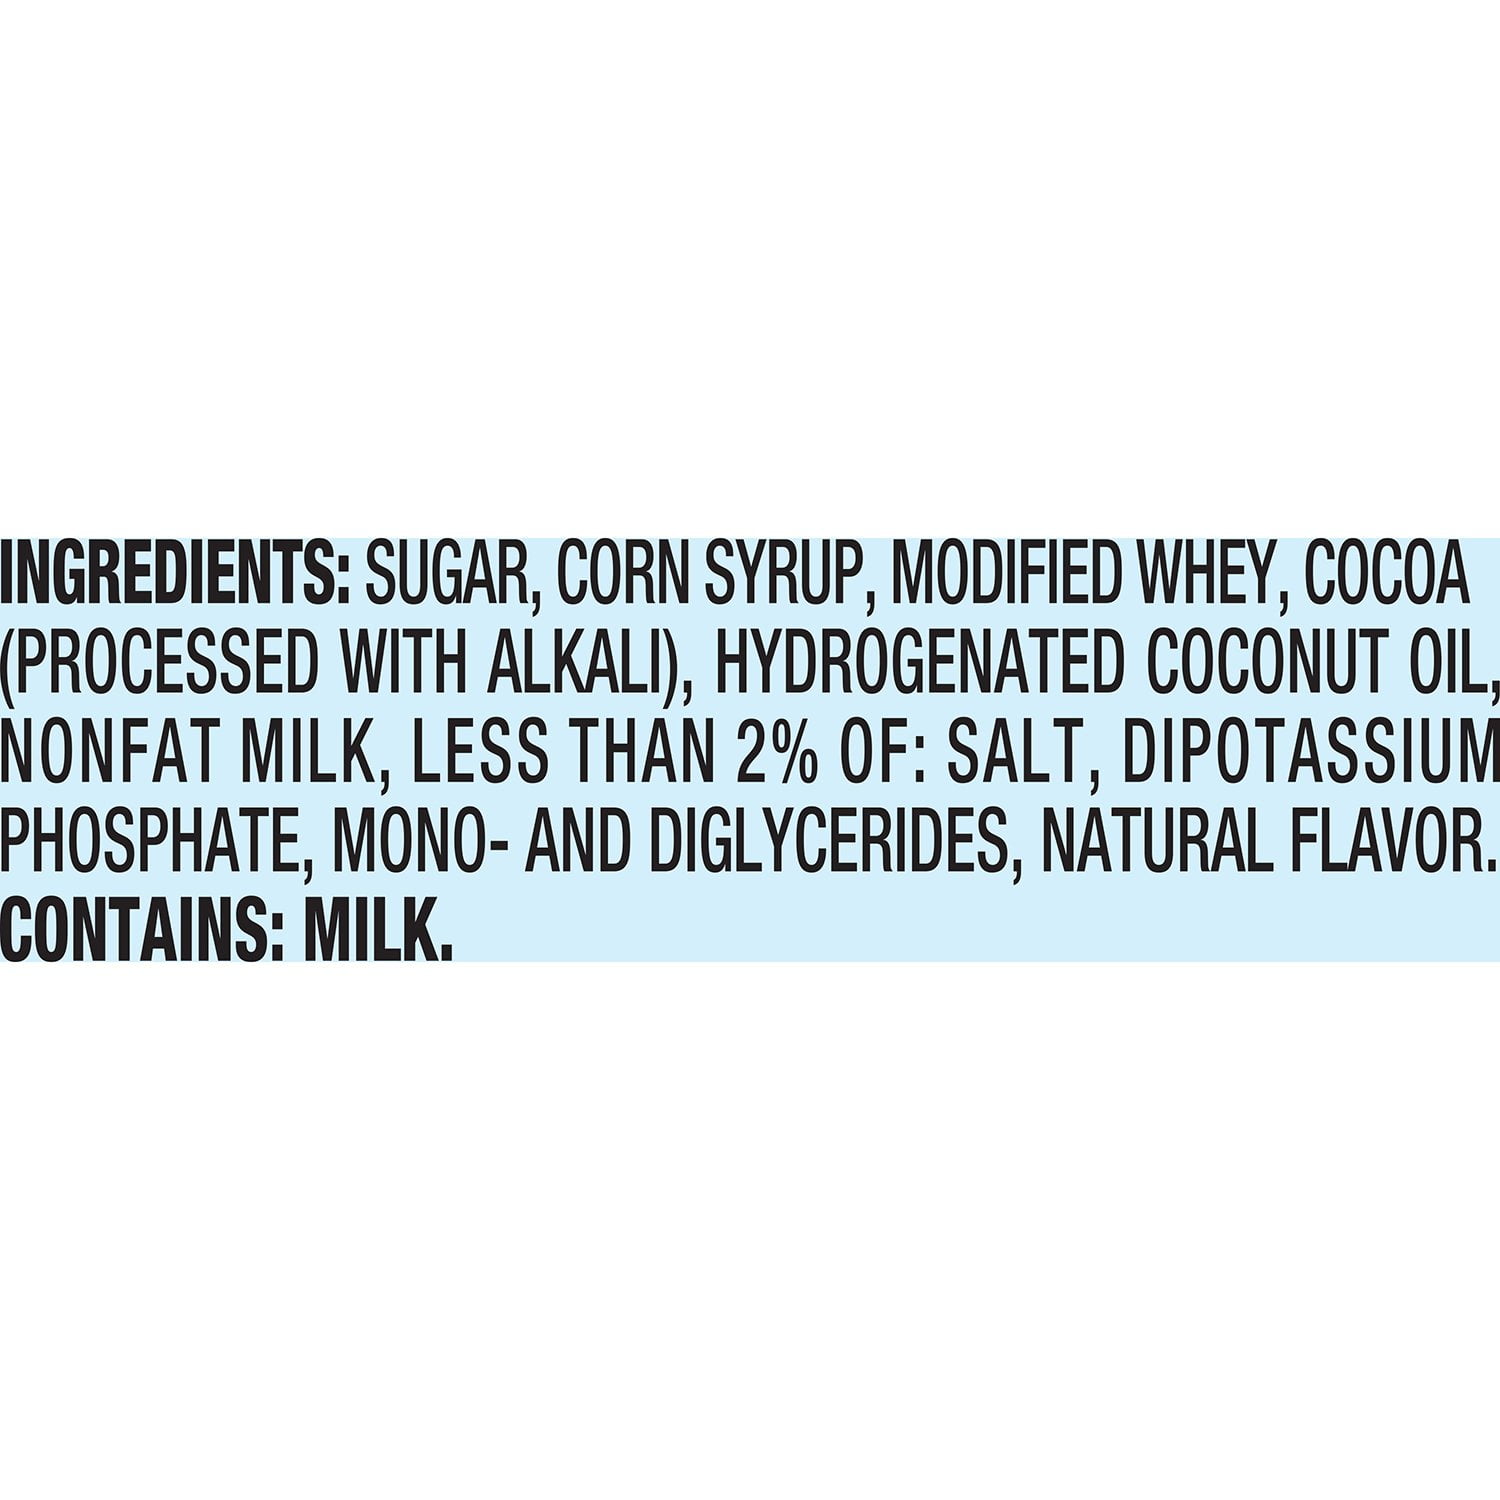 INGREDIENTS: SUGAR, CORN SYRUP, MODIFIED WHEY, COCOA
(PROCESSED WITH ALKALI), HYDROGENATED COCONUT OIL,
NONFAT MILK, LESS THAN 2% OF: SALT, DIPOTASSIUM
PHOSPHATE, MONO- AND DIGLYCERIDES, NATURAL FLAVOR.
CONTAINS: MILK.